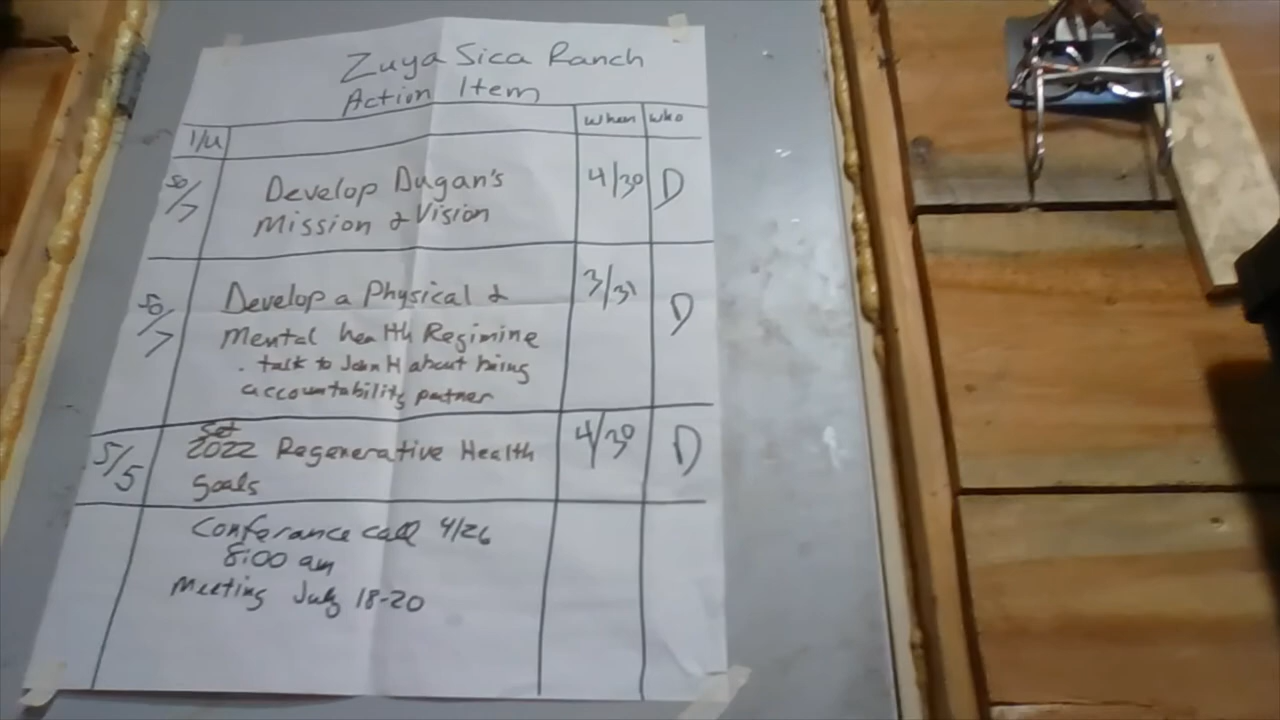 Zuya Sica Ranch
Action Item
I/U When Who
50/7 Develop Dugan's 4/30 D
Mission & Vision
50/7 Develop a Physical & 3/31 D
Mental health Regimine
. talk to John H about being
accountability partner
Set
5/5 2022 Regenerative Health 4/30 D
Goals
Conferance call 4/26
8:00 am
Meeting July 18-20